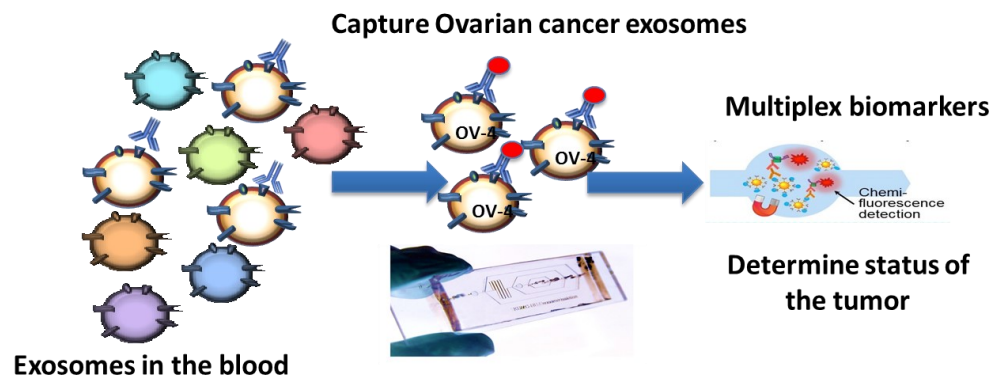 Capture Ovarian cancer exosomes
OV-4
OV-4
OV-4
Multiplex biomarkers
Chemi-
fluorescence
detection
Determine status of
the tumor
Exosomes in the blood